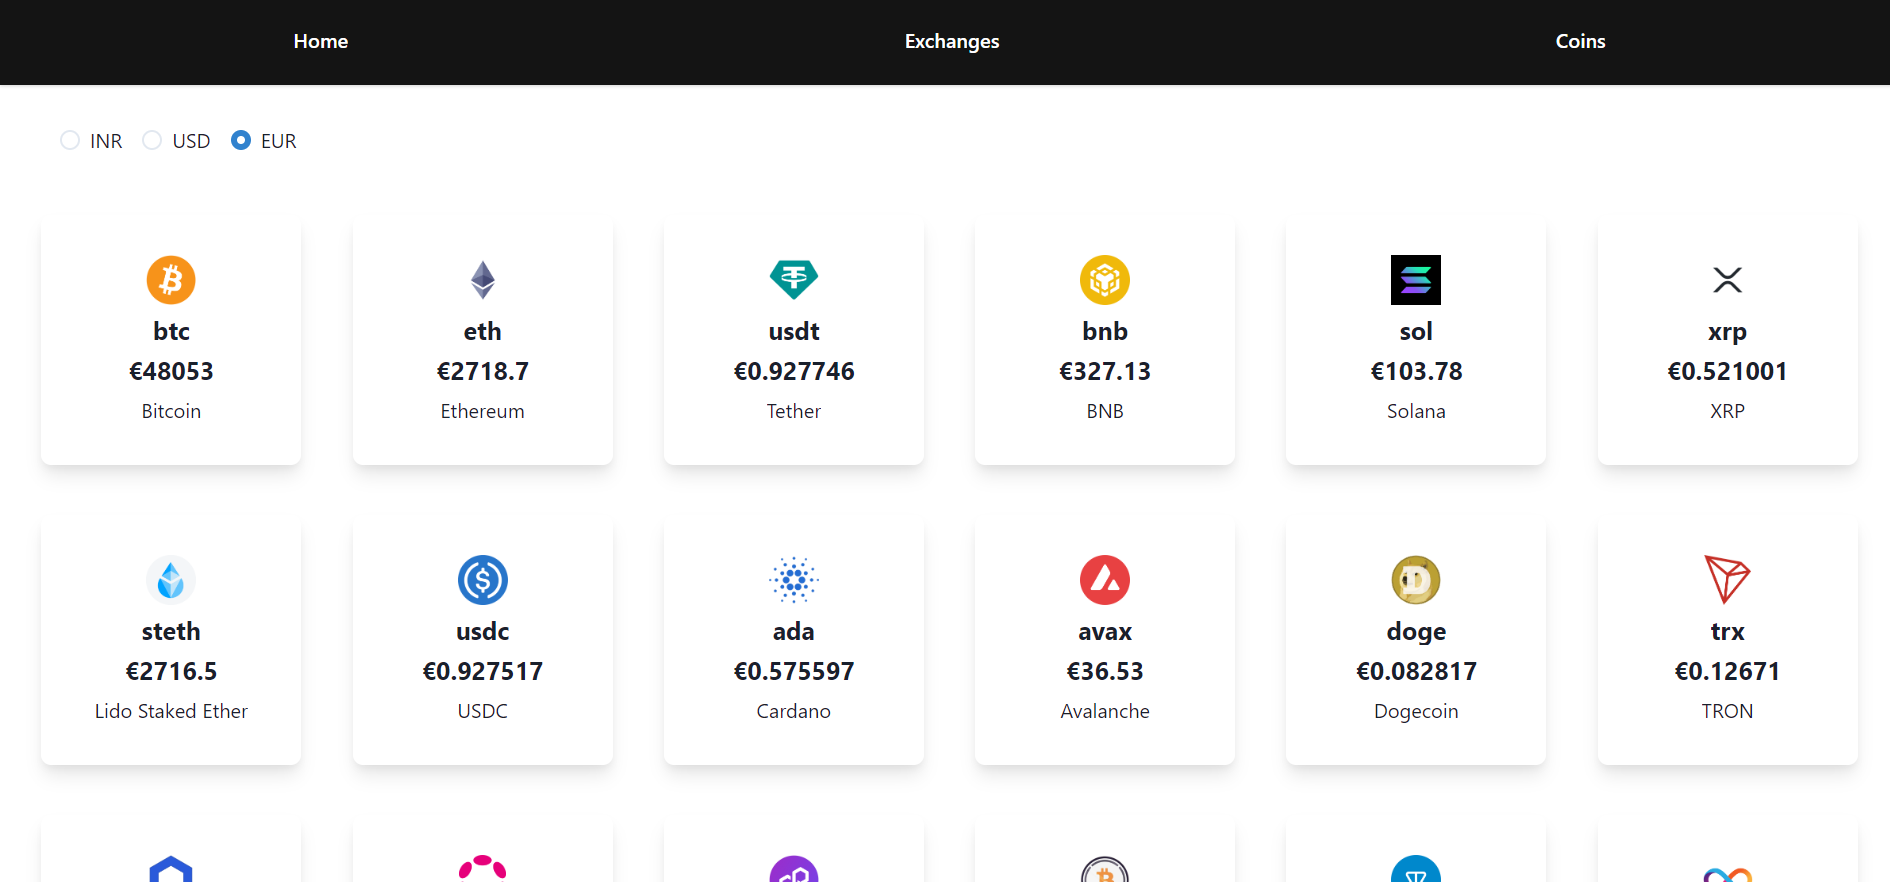 Home Exchanges Coins
INR USD EUR
btc eth usdt bnb sol xrp
€48053 €2718.7 €0.927746 €327.13 €103.78 €0.521001
Bitcoin Ethereum Tether BNB Solana XRP
steth usdc ada avax doge trx
€2716.5 €0.927517 €0.575597 €36.53 €0.082817 €0.12671
Lido Staked Ether USDC Cardano Avalanche Dogecoin TRON